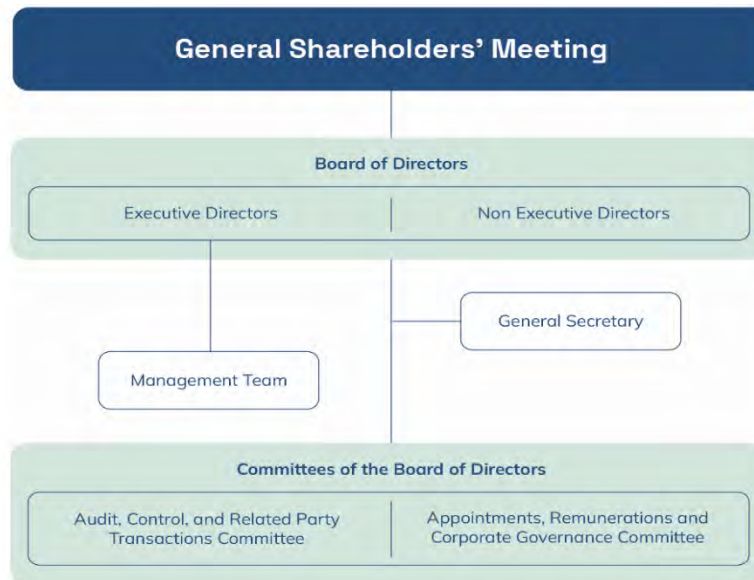 General Shareholders' Meeting
Board of Directors
Executive Directors
Non Executive Directors
General Secretary
Management Team
Committees of the Board of Directors
Audit, Control, and Related Party
Transactions Committee
Appointments, Remunerations and
Corporate Governance Committee